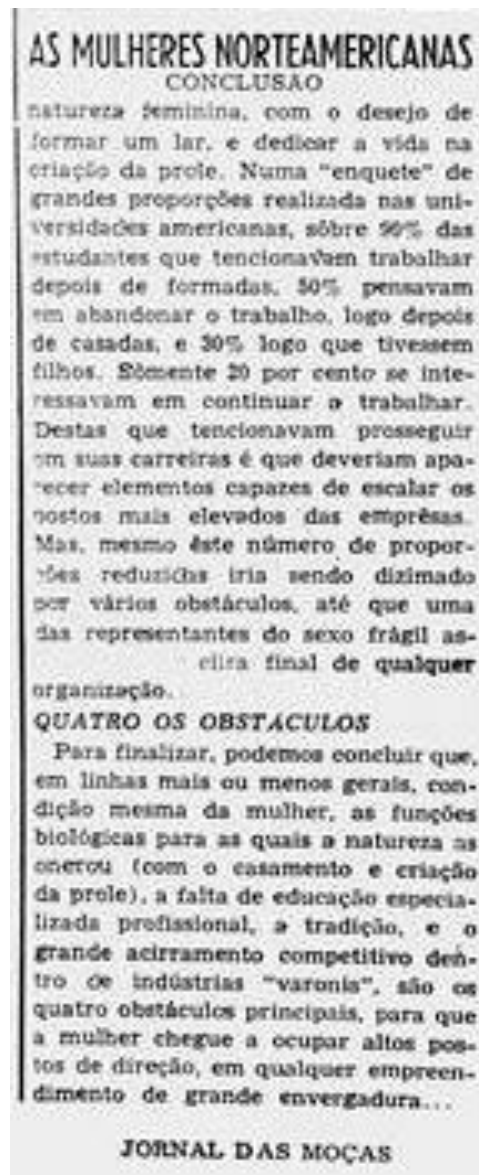 AS MULHERES NORTEAMERICANAS
CONCLUSÃO
natureza feminina, com o desejo de
formar um lar, e dedicar a vida na
criação da prole. Numa "enquete" de
grandes proporções realizada nas uni-
versidades americanas, sôbre 90% das
estudantes que tencionavam trabalhar
depois de formadas, 50% pensavam
em abandonar o trabalho, logo depois
de casadas, e 30% logo que tivessem
filhos. Sòmente 20 por cento se inte-
ressavam em continuar a trabalhar.
Destas que tencionavam prosseguir
em suas carreiras é que deveriam apa-
recer elementos capazes de escalar os
postos mais elevados das emprêsas.
Mas, mesmo êste número de propor-
ções reduzidas iria sendo dizimado
por vários obstáculos, até que uma
das representantes do sexo frágil as-
eira final de qualquer
organização.
QUATRO OS OBSTACULOS
Para finalizar, podemos concluir que,
em linhas mais ou menos gerais, con-
dição mesma da mulher, as funções
biológicas para as quais a natureza as
onerou (com o casamento e criação
da prole), a falta de educação especia-
lizada profissional, a tradição, e o
grande acirramento competitivo den-
tro de indústrias "varonis", são os
quatro obstáculos principais, para que
a mulher chegue a ocupar altos pos-
tos de direção, em qualquer empreen-
dimento de grande envergadura...
JORNAL DAS MOÇAS